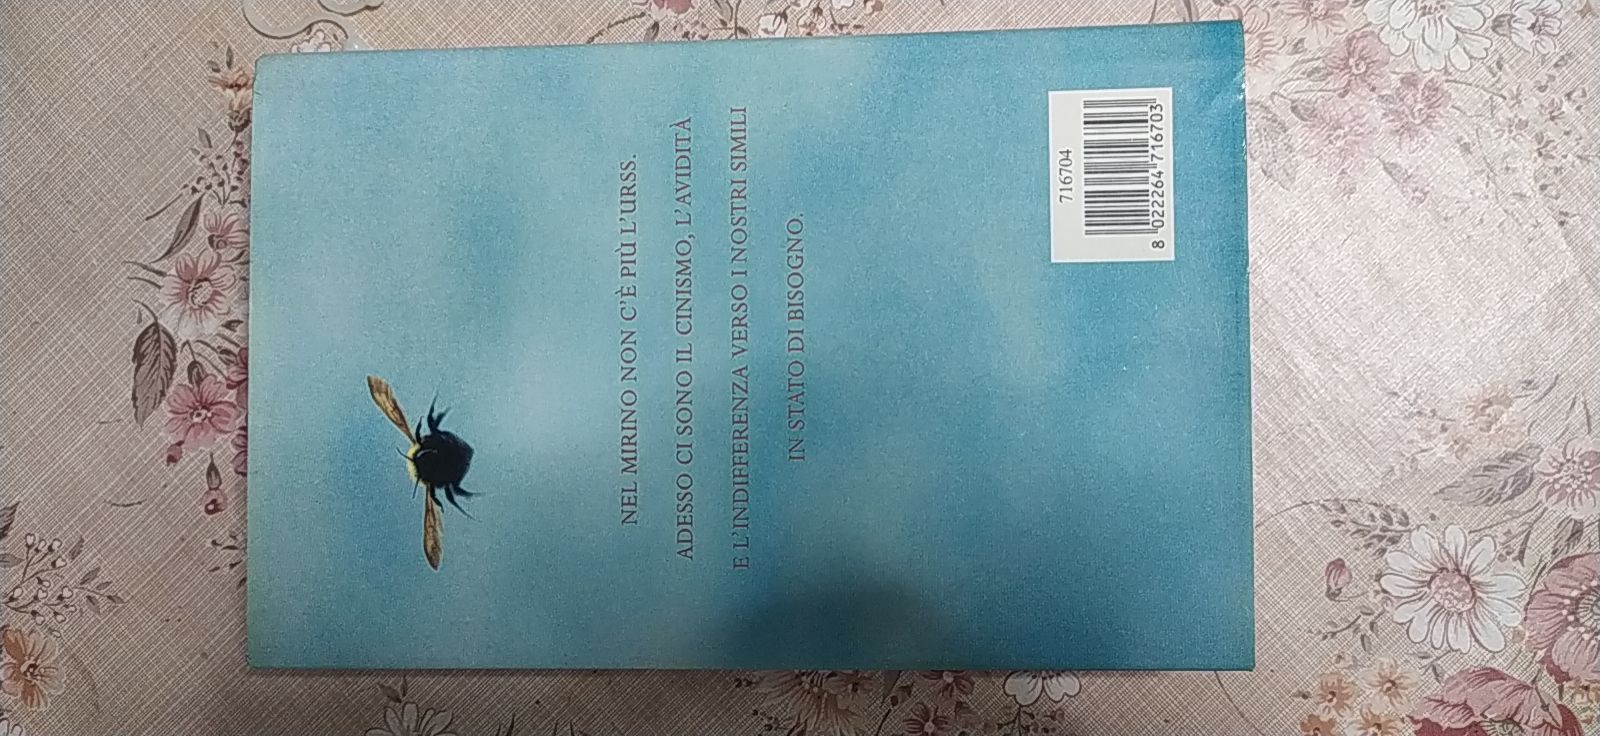 NEL MIRINO NON C'È PIÙ L'URSS.
ADESSO CI SONO IL CINISMO, L'AVIDITÀ
E L'INDIFFERENZA VERSO I NOSTRI SIMILI
IN STATO DI BISOGNO.
716704
8 022264 716703